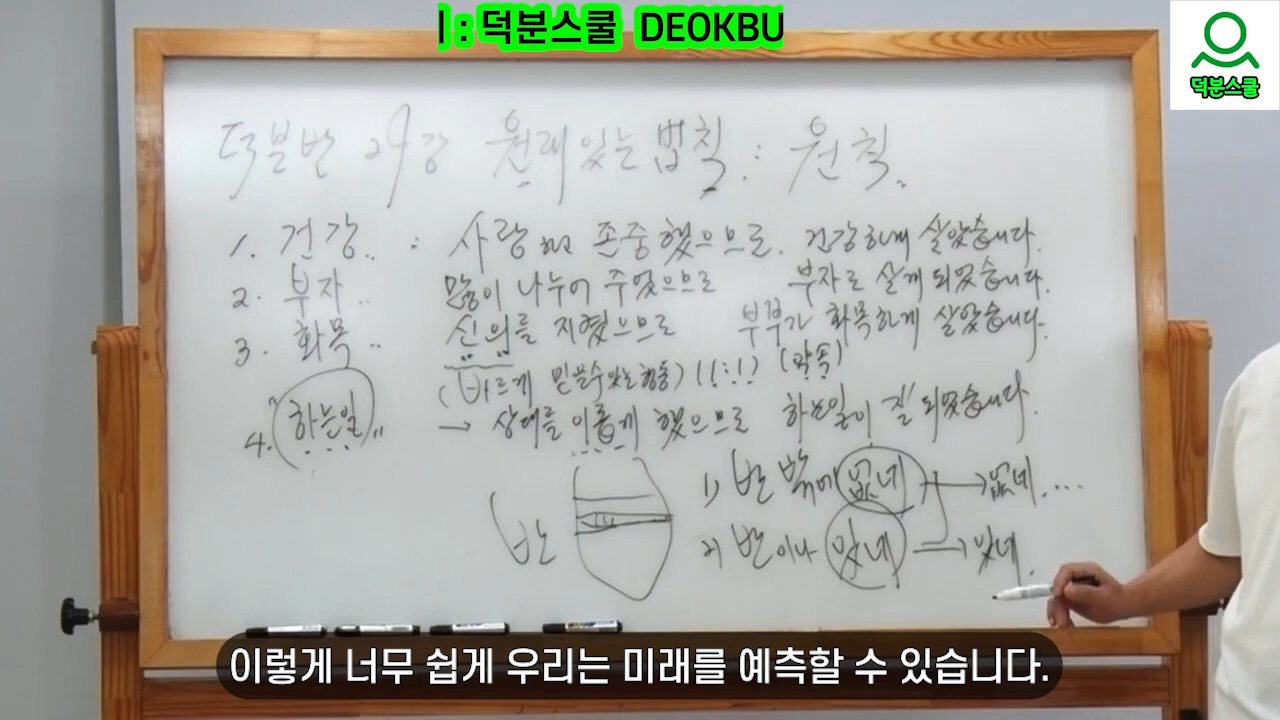 : 덕분스쿨 DEOKBU
덕분스쿨
덕분반 29강 원래있는 법칙 : 원칙
1. 건강 : 사랑하고 존중했으므로. 건강하게 살았습니다.
2. 부자 많이 나누어 주었으므로 부자로 살게 되었습니다.
3. 화목 신의를 지켰으므로 부부가 화목하게 살았습니다.
(바르게 믿을수있는행동) (약속)
4. 하는일 → 상대를 이롭게 했으므로 하는일이 잘 되었습니다.
반
1) 반 밖에 없네 → 없네....
2) 반이나 있네 → 있네.
이렇게 너무 쉽게 우리는 미래를 예측할 수 있습니다.